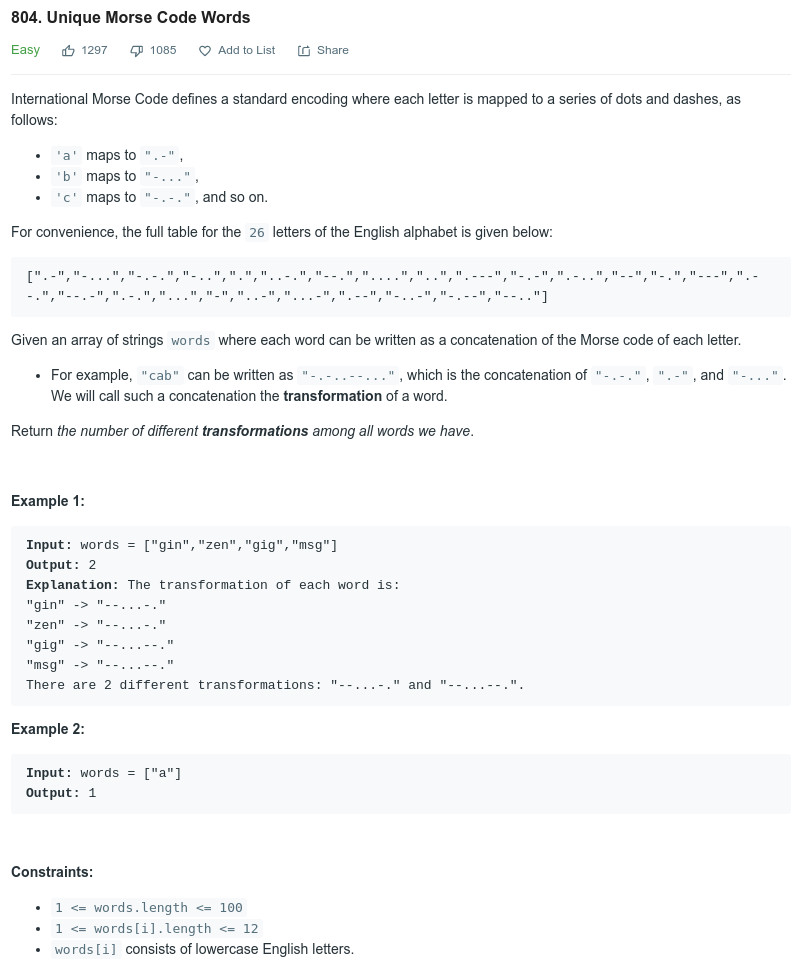 804. Unique Morse Code Words
Easy 1297 1085 Add to List Share
International Morse Code defines a standard encoding where each letter is mapped to a series of dots and dashes, as
follows:
• 'a' maps to ".-" ,
• 'b' maps to "-..." ,
• 'c' maps to "-.-." , and so on.
For convenience, the full table for the 26 letters of the English alphabet is given below:
[".-","-...","-.-.","-..",".","..-.","--.","....","..",".---","-.-",".-..","--","-.","---",".-
-.","--.-",".-.","...","-","..-","...-",".--","-..-","-.--","--.."]
Given an array of strings words where each word can be written as a concatenation of the Morse code of each letter.
• For example, "cab" can be written as "-.-..--..." , which is the concatenation of "-.-." , ".-" , and "-..." .
We will call such a concatenation the transformation of a word.
Return the number of different transformations among all words we have.
Example 1:
Input: words = ["gin","zen","gig","msg"]
Output: 2
Explanation: The transformation of each word is:
"gin" -> "--...-."
"zen" -> "--...-."
"gig" -> "--...--."
"msg" -> "--...--."
There are 2 different transformations: "--...-." and "--...--.".
Example 2:
Input: words = ["a"]
Output: 1
Constraints:
• 1 <= words.length <= 100
• 1 <= words[i].length <= 12
• words[i] consists of lowercase English letters.